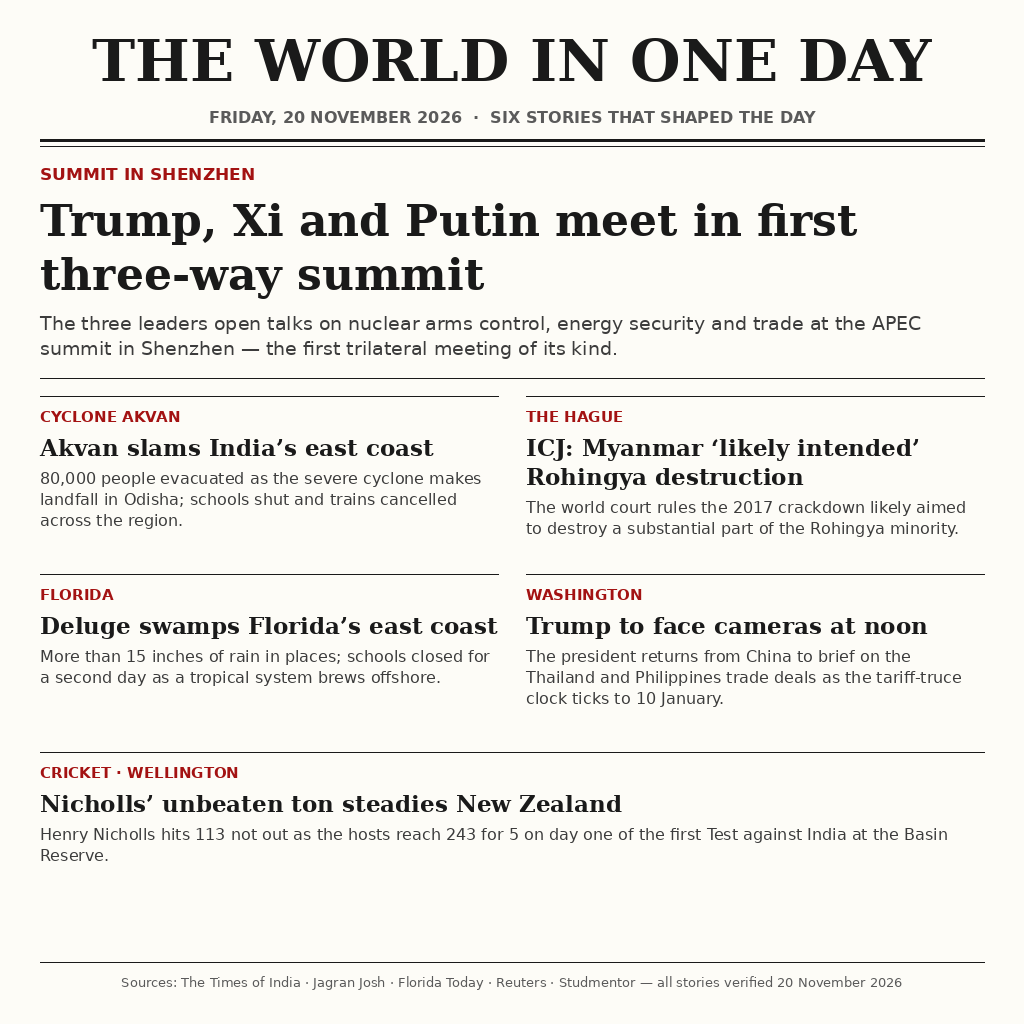 THE WORLD IN ONE DAY
FRIDAY, 20 NOVEMBER 2026 · SIX STORIES THAT SHAPED THE DAY
SUMMIT IN SHENZHEN
Trump, Xi and Putin meet in first
three-way summit
The three leaders open talks on nuclear arms control, energy security and trade at the APEC
summit in Shenzhen — the first trilateral meeting of its kind.
CYCLONE AKVAN
Akvan slams India’s east coast
80,000 people evacuated as the severe cyclone makes
landfall in Odisha; schools shut and trains cancelled
across the region.
THE HAGUE
ICJ: Myanmar ‘likely intended’
Rohingya destruction
The world court rules the 2017 crackdown likely aimed
to destroy a substantial part of the Rohingya minority.
FLORIDA
Deluge swamps Florida’s east coast
More than 15 inches of rain in places; schools closed for
a second day as a tropical system brews offshore.
WASHINGTON
Trump to face cameras at noon
The president returns from China to brief on the
Thailand and Philippines trade deals as the tariff-truce
clock ticks to 10 January.
CRICKET · WELLINGTON
Nicholls’ unbeaten ton steadies New Zealand
Henry Nicholls hits 113 not out as the hosts reach 243 for 5 on day one of the first Test against India at the Basin
Reserve.
Sources: The Times of India · Jagran Josh · Florida Today · Reuters · Studmentor — all stories verified 20 November 2026